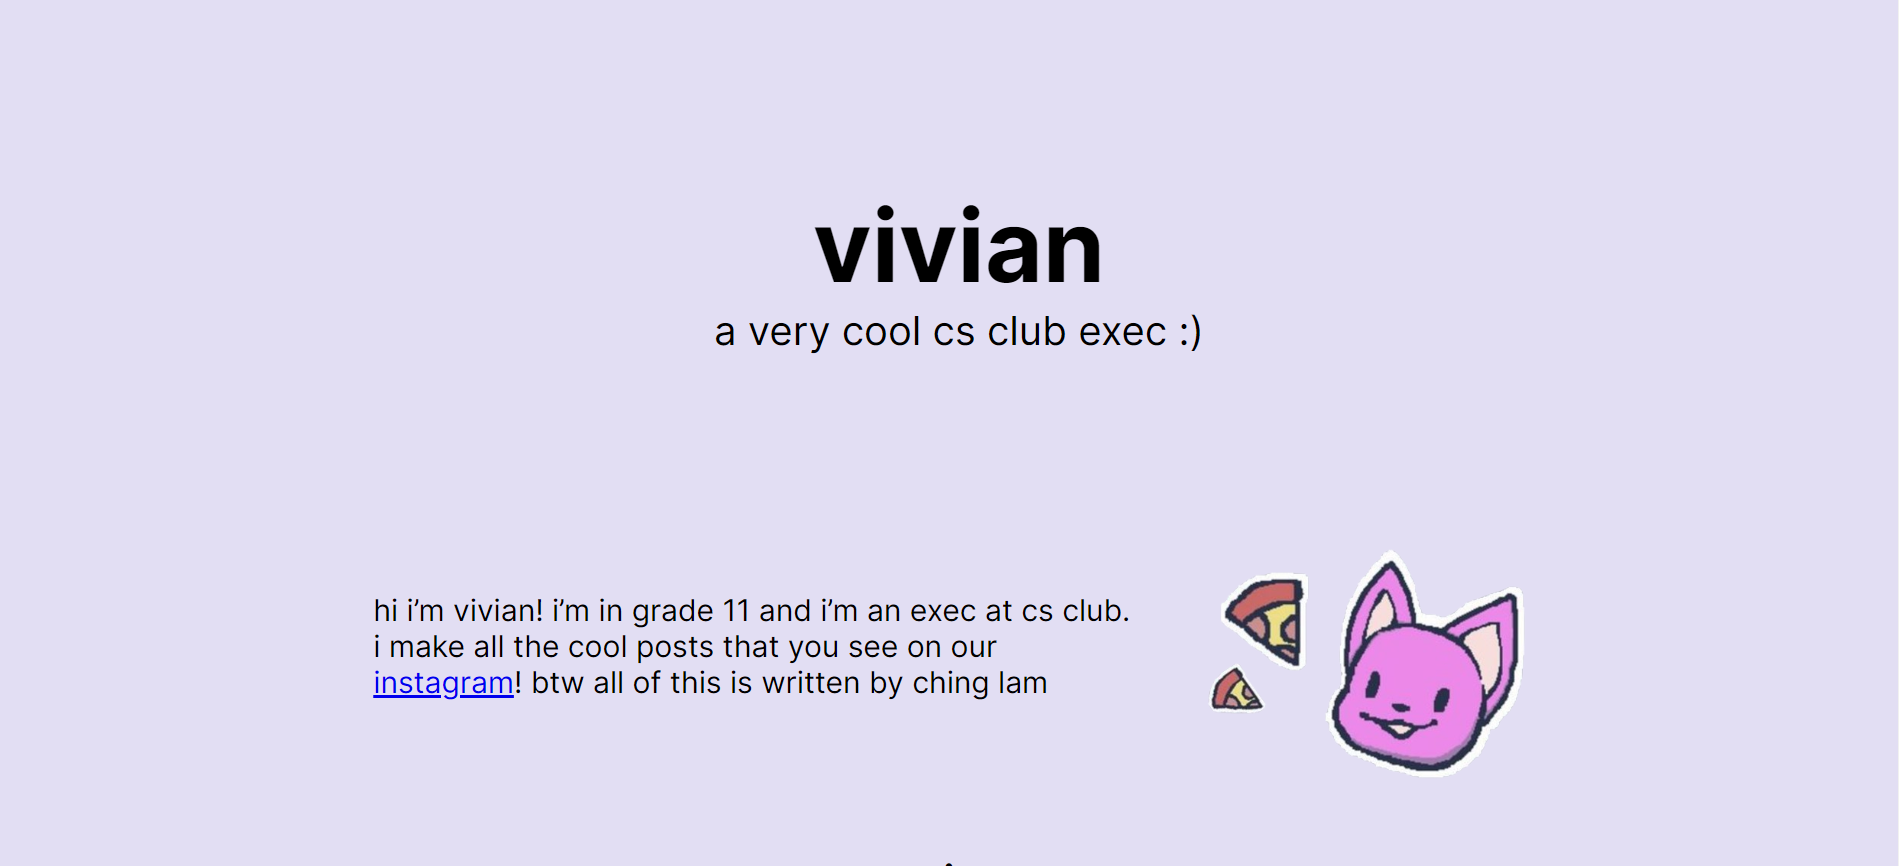 vivian
a very cool cs club exec :)
hi i’m vivian! i’m in grade 11 and i’m an exec at cs club.
i make all the cool posts that you see on our
instagram! btw all of this is written by ching lam